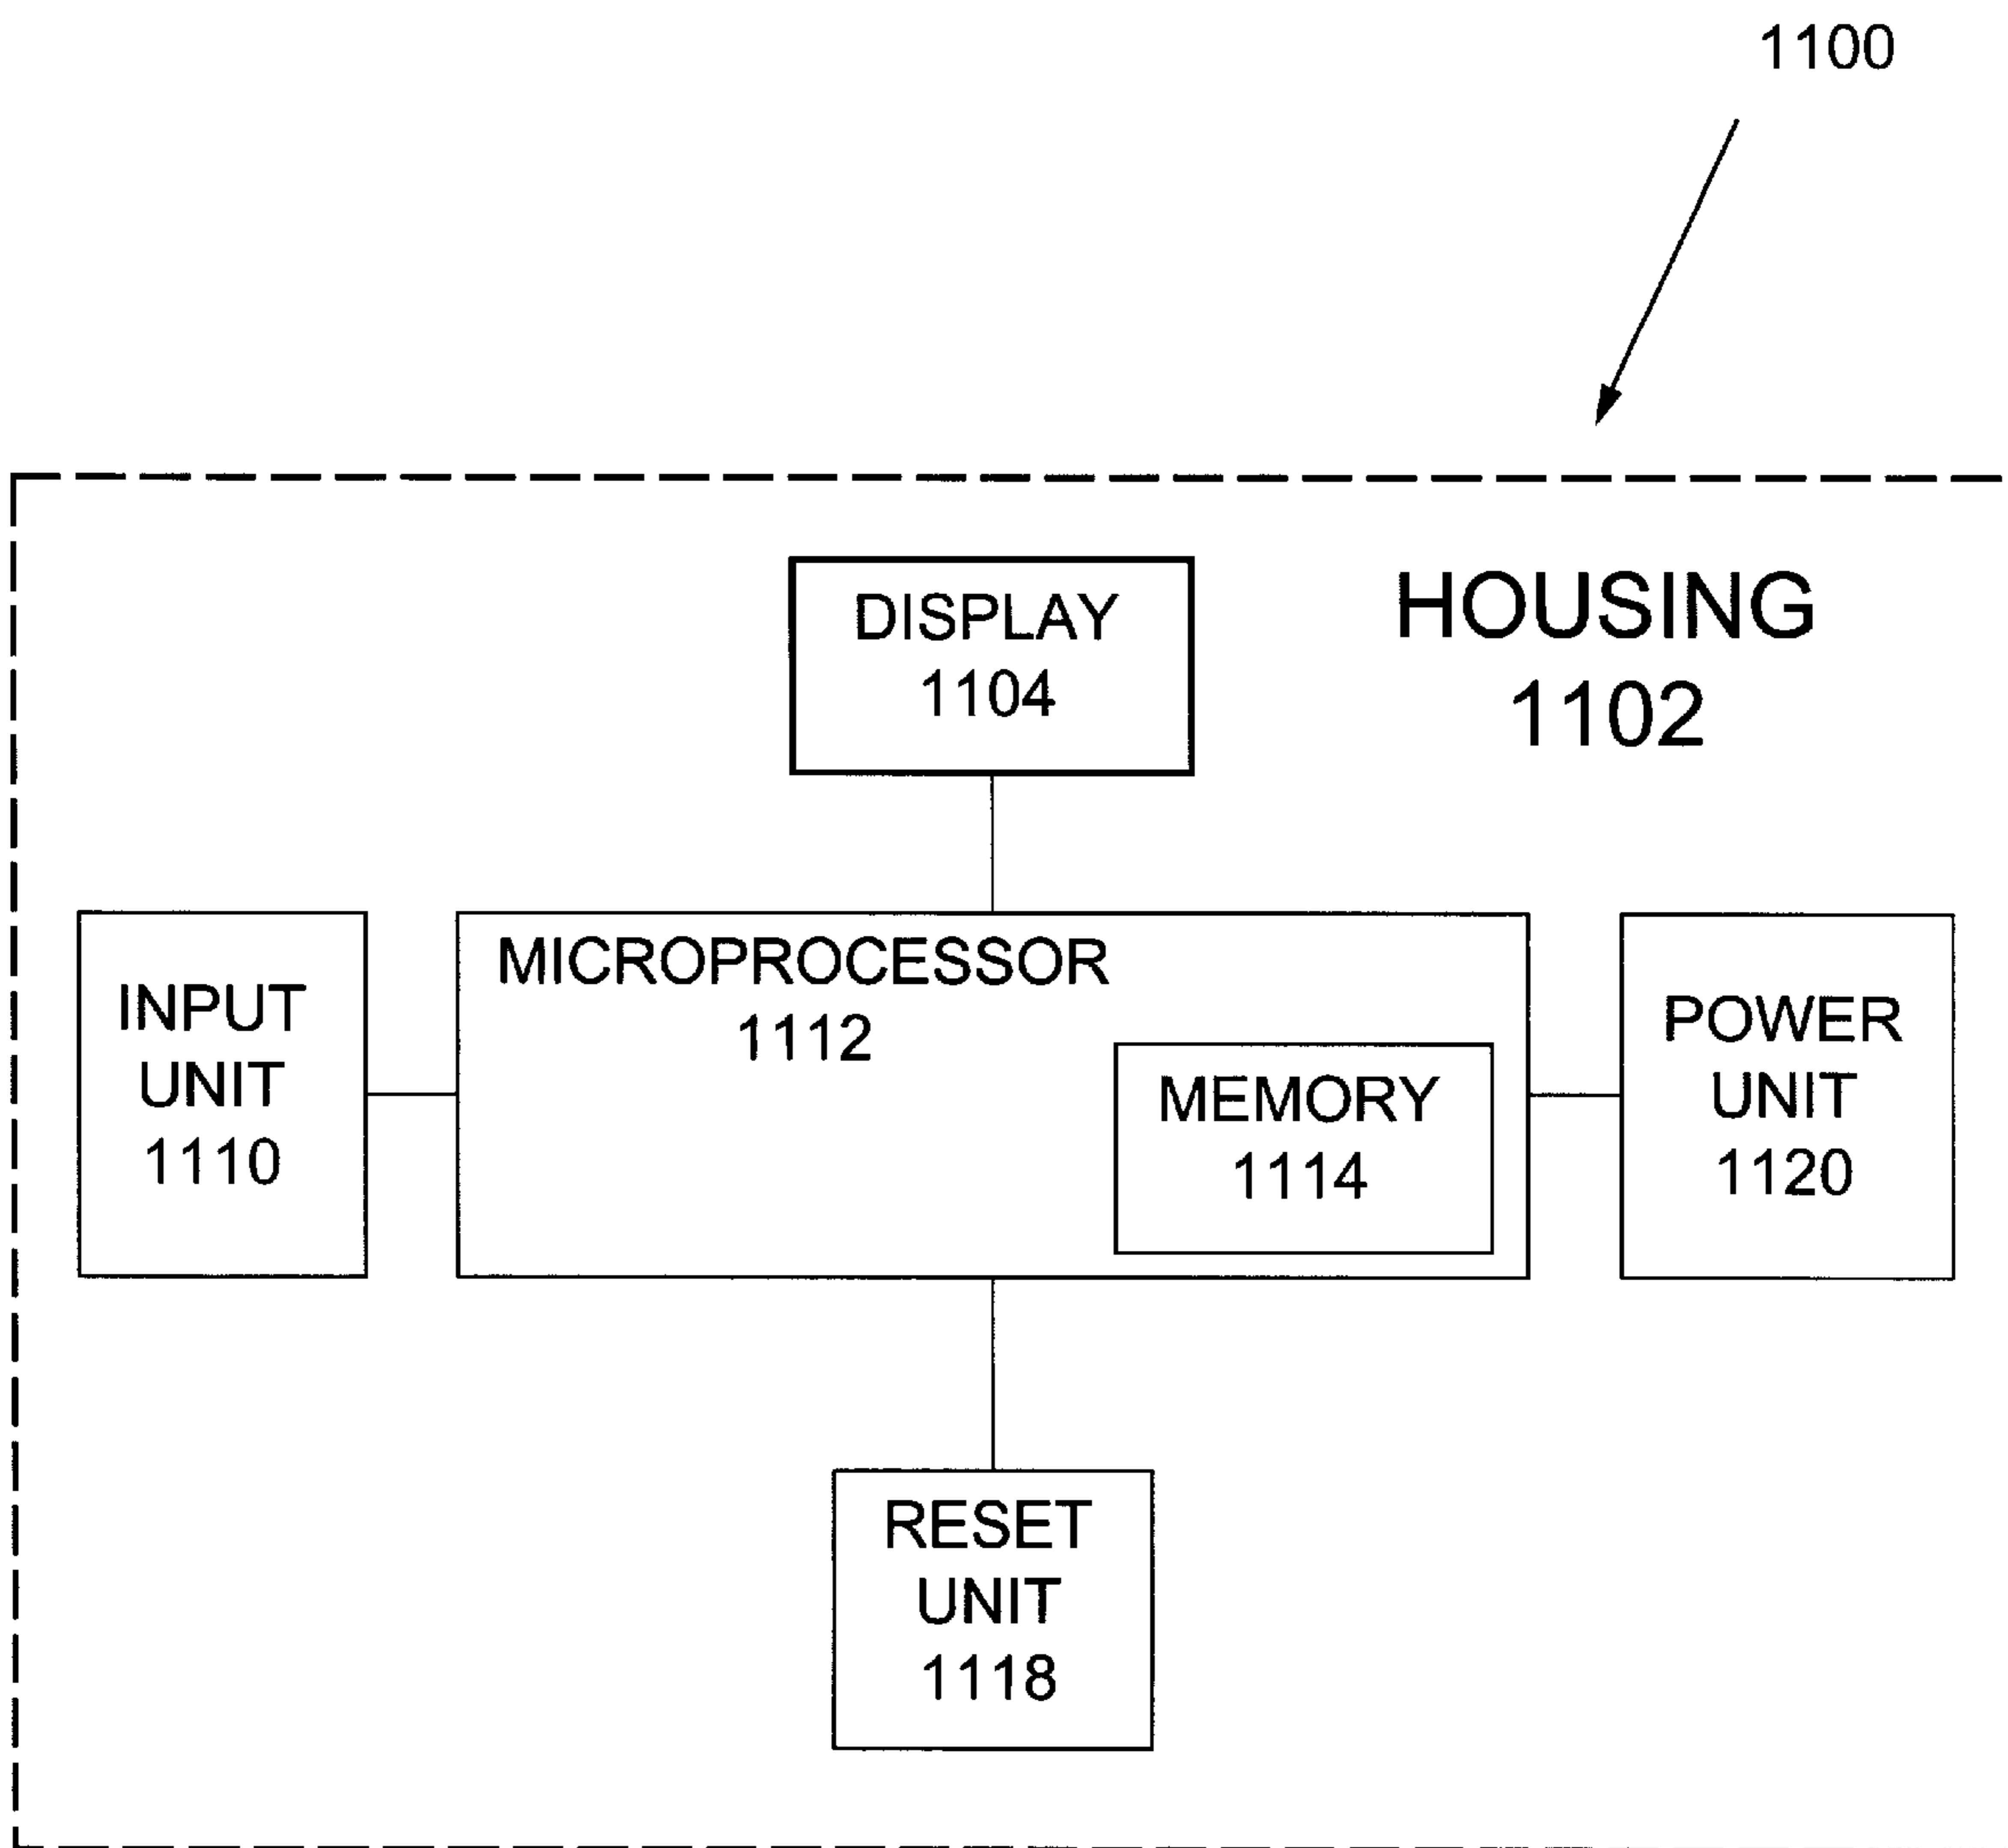 1100
HOUSING
1102
DISPLAY
1104
INPUT
UNIT
1110
MICROPROCESSOR
1112
MEMORY
1114
POWER
UNIT
1120
RESET
UNIT
1118